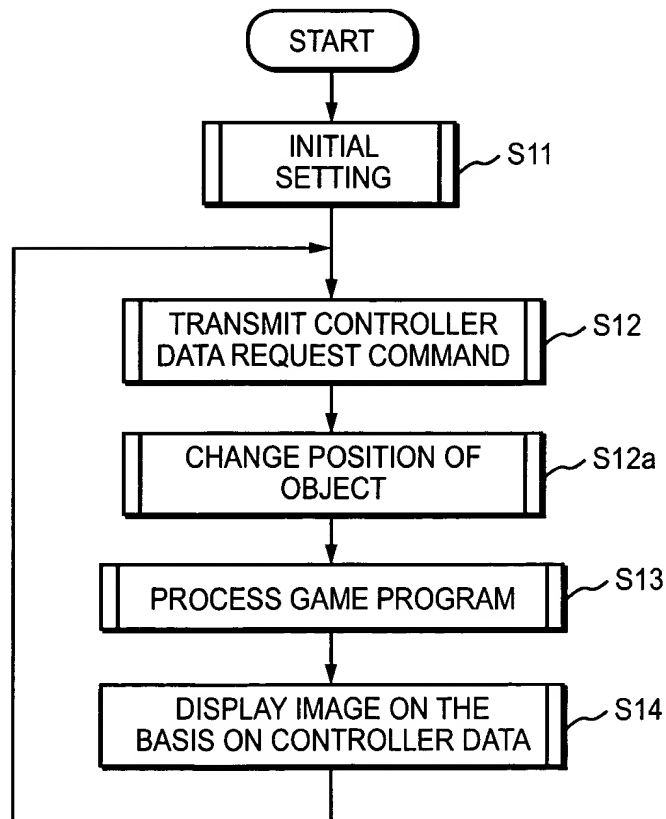 START
INITIAL
SETTING
S11
TRANSMIT CONTROLLER
DATA REQUEST COMMAND
S12
CHANGE POSITION OF
OBJECT
S12a
PROCESS GAME PROGRAM
S13
DISPLAY IMAGE ON THE
BASIS ON CONTROLLER DATA
S14